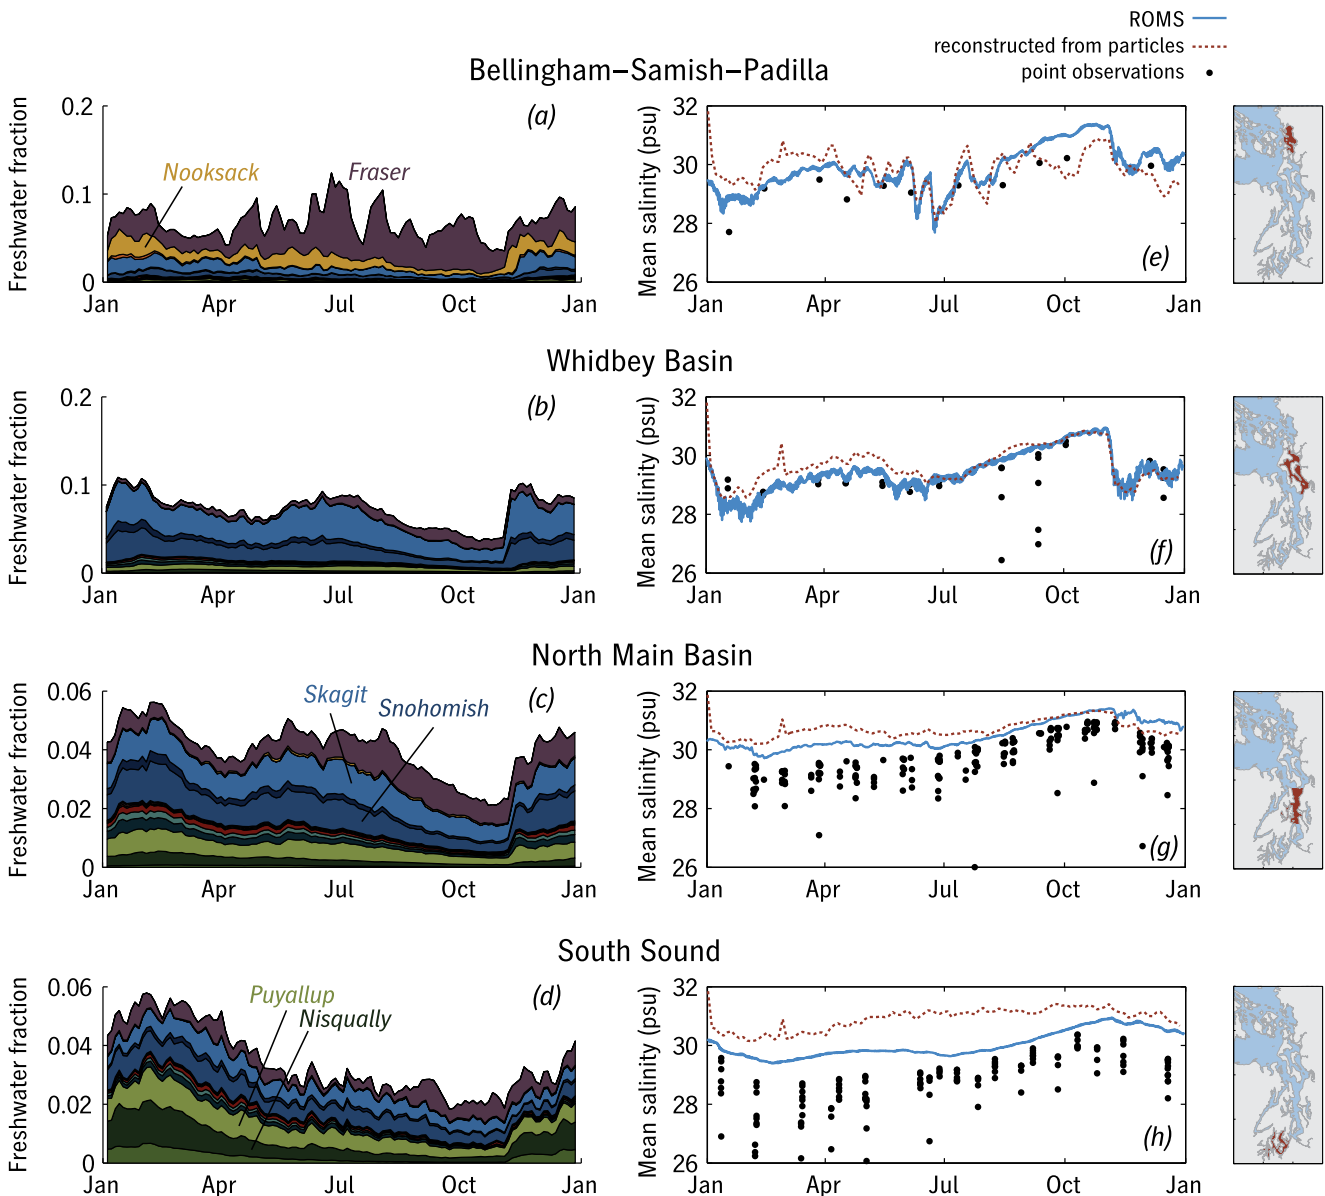 ROMS
reconstructed from particles
point observations
Bellingham–Samish–Padilla
Freshwater fraction
0.2
0.1
0
(a)
Nooksack
Fraser
Jan Apr Jul Oct Jan
Mean salinity (psu)
32
30
28
26
(e)
Jan Apr Jul Oct Jan
Whidbey Basin
Freshwater fraction
0.2
0.1
0
(b)
Jan Apr Jul Oct Jan
Mean salinity (psu)
32
30
28
26
(f)
Jan Apr Jul Oct Jan
North Main Basin
Freshwater fraction
0.06
0.04
0.02
0
(c)
Skagit
Snohomish
Jan Apr Jul Oct Jan
Mean salinity (psu)
32
30
28
26
(g)
Jan Apr Jul Oct Jan
South Sound
Freshwater fraction
0.06
0.04
0.02
0
(d)
Puyallup
Nisqually
Jan Apr Jul Oct Jan
Mean salinity (psu)
32
30
28
26
(h)
Jan Apr Jul Oct Jan